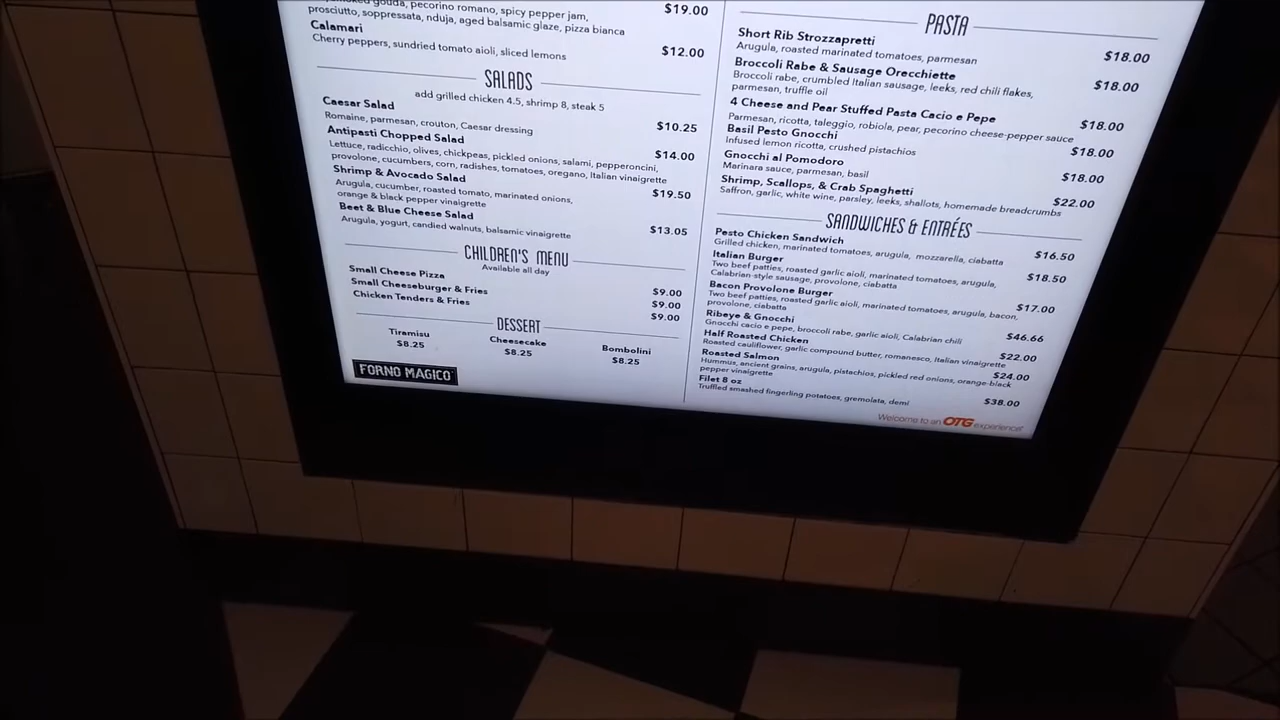 gouda, pecorino romano, spicy pepper jam,
prosciutto, soppressata, nduja, aged balsamic glaze, pizza bianca
$19.00
Calamari
Cherry peppers, sundried tomato aioli, sliced lemons
$12.00
SALADS
add grilled chicken 4.5, shrimp 8, steak 5
Caesar Salad
Romaine, parmesan, crouton, Caesar dressing
$10.25
Antipasti Chopped Salad
Lettuce, radicchio, olives, chickpeas, pickled onions, salami, pepperoncini,
provolone, cucumbers, corn, radishes, tomatoes, oregano, Italian vinaigrette
$14.00
Shrimp & Avocado Salad
Arugula, cucumber, roasted tomato, marinated onions,
orange & black pepper vinaigrette
$19.50
Beet & Blue Cheese Salad
Arugula, yogurt, candied walnuts, balsamic vinaigrette
$13.05
CHILDREN'S MENU
Available all day
Small Cheese Pizza
$9.00
Small Cheeseburger & Fries
$9.00
Chicken Tenders & Fries
$9.00
DESSERT
Tiramisu
$8.25
Cheesecake
$8.25
Bombolini
$8.25
FORNO MAGICO
PASTA
Short Rib Strozzapretti
Arugula, roasted marinated tomatoes, parmesan
$18.00
Broccoli Rabe & Sausage Orecchiette
Broccoli rabe, crumbled Italian sausage, leeks, red chili flakes,
parmesan, truffle oil
$18.00
4 Cheese and Pear Stuffed Pasta Cacio e Pepe
Parmesan, ricotta, taleggio, robiola, pear, pecorino cheese-pepper sauce
$18.00
Basil Pesto Gnocchi
Infused lemon ricotta, crushed pistachios
$18.00
Gnocchi al Pomodoro
Marinara sauce, parmesan, basil
$18.00
Shrimp, Scallops, & Crab Spaghetti
Saffron, garlic, white wine, parsley, leeks, shallots, homemade breadcrumbs
$22.00
SANDWICHES & ENTRÉES
Pesto Chicken Sandwich
Grilled chicken, marinated tomatoes, arugula, mozzarella, ciabatta
$16.50
Italian Burger
Two beef patties, roasted garlic aioli, marinated tomatoes, arugula,
Calabrian-style sausage, provolone, ciabatta
$18.50
Bacon Provolone Burger
Two beef patties, roasted garlic aioli, marinated tomatoes, arugula, bacon,
provolone, ciabatta
$17.00
Ribeye & Gnocchi
Gnocchi cacio e pepe, broccoli rabe, garlic aioli, Calabrian chili
$46.66
Half Roasted Chicken
Roasted cauliflower, garlic compound butter, romanesco, Italian vinaigrette
$22.00
Roasted Salmon
Hummus, ancient grains, arugula, pistachios, pickled red onions, orange-black
pepper vinaigrette
$24.00
Filet 8 oz
Truffled smashed fingerling potatoes, gremolata, demi
$38.00
Welcome to an OTG experience